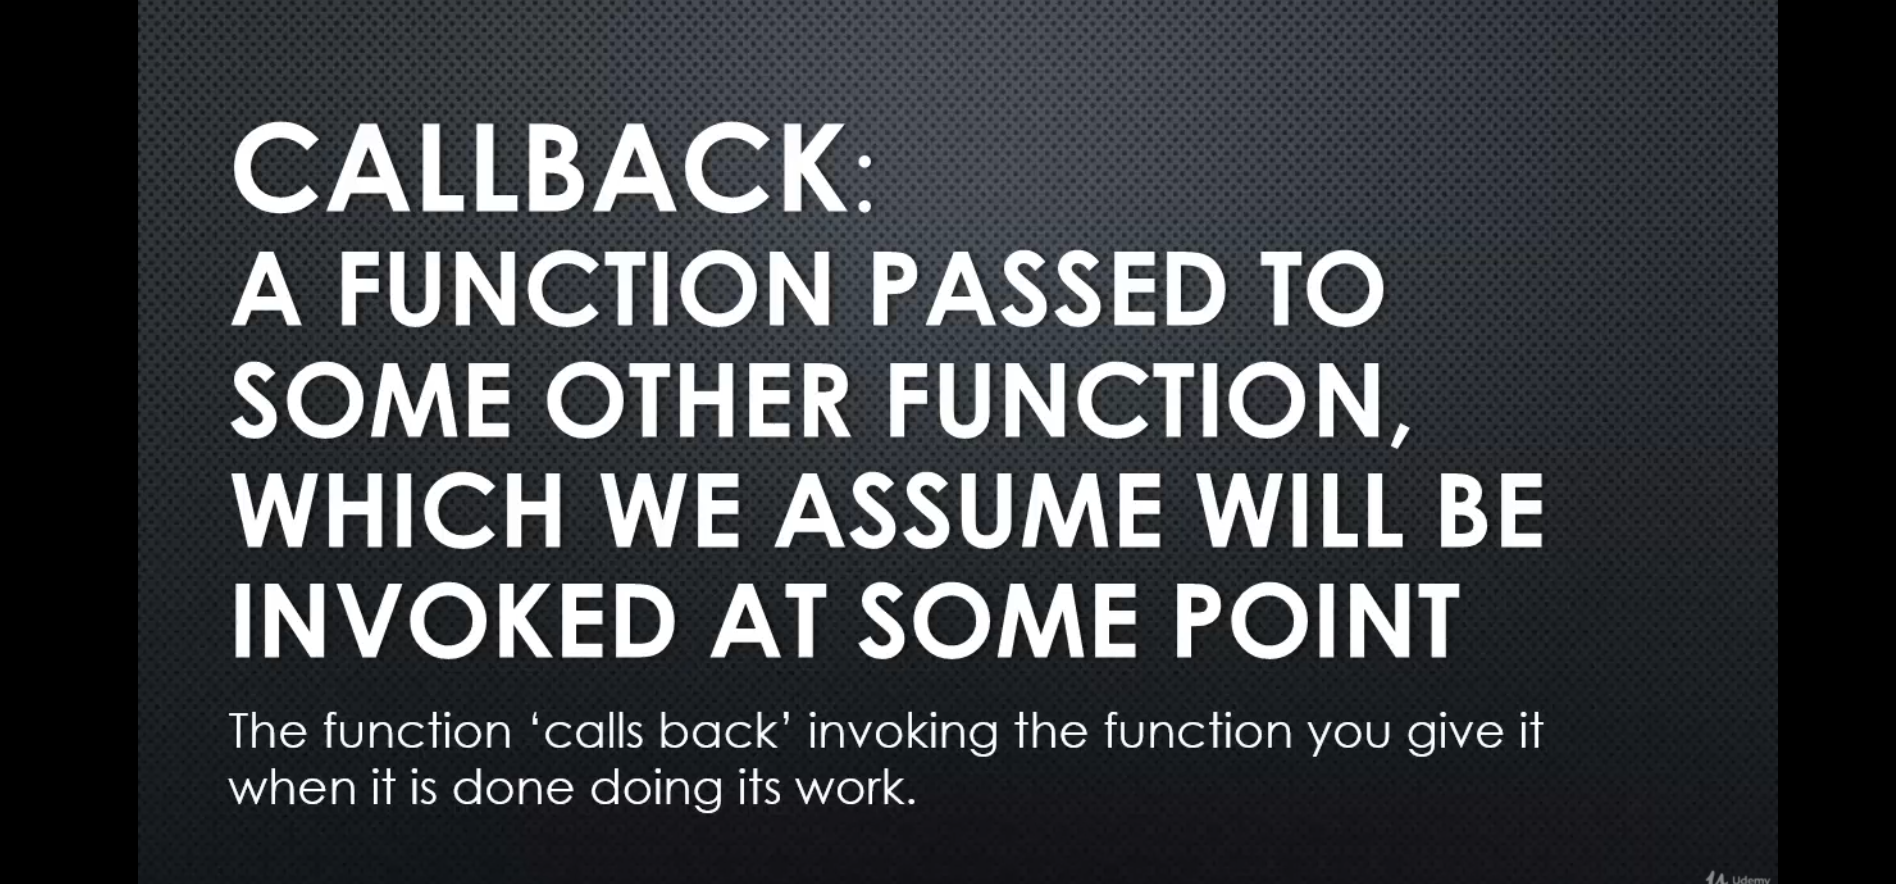 CALLBACK:
A FUNCTION PASSED TO
SOME OTHER FUNCTION,
WHICH WE ASSUME WILL BE
INVOKED AT SOME POINT
The function ‘calls back’ invoking the function you give it
when it is done doing its work.
Udemy